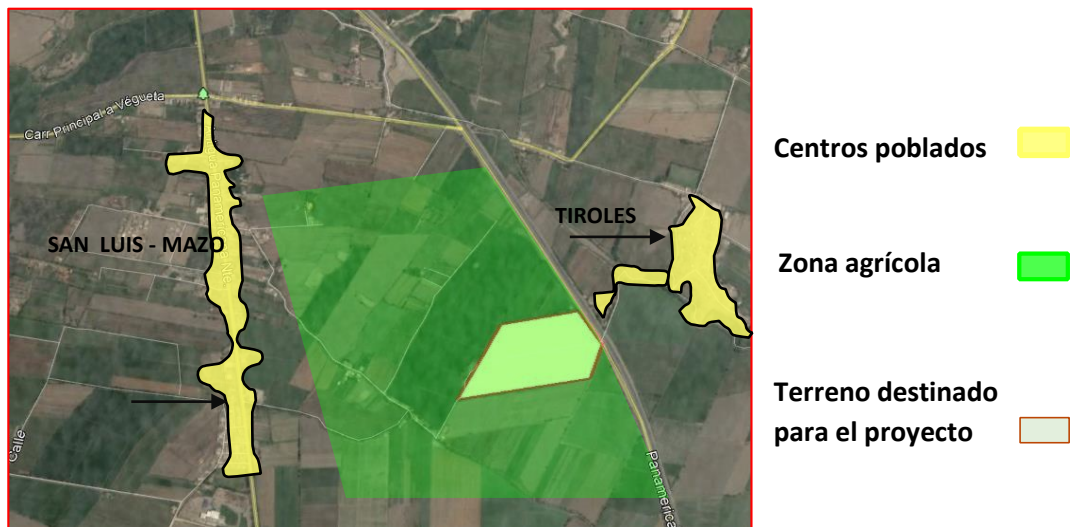 Carr Principal a Végueta
SAN LUIS - MAZO
TIROLES
Calle
Panamerica
Centros poblados
Zona agrícola
Terreno destinado
para el proyecto